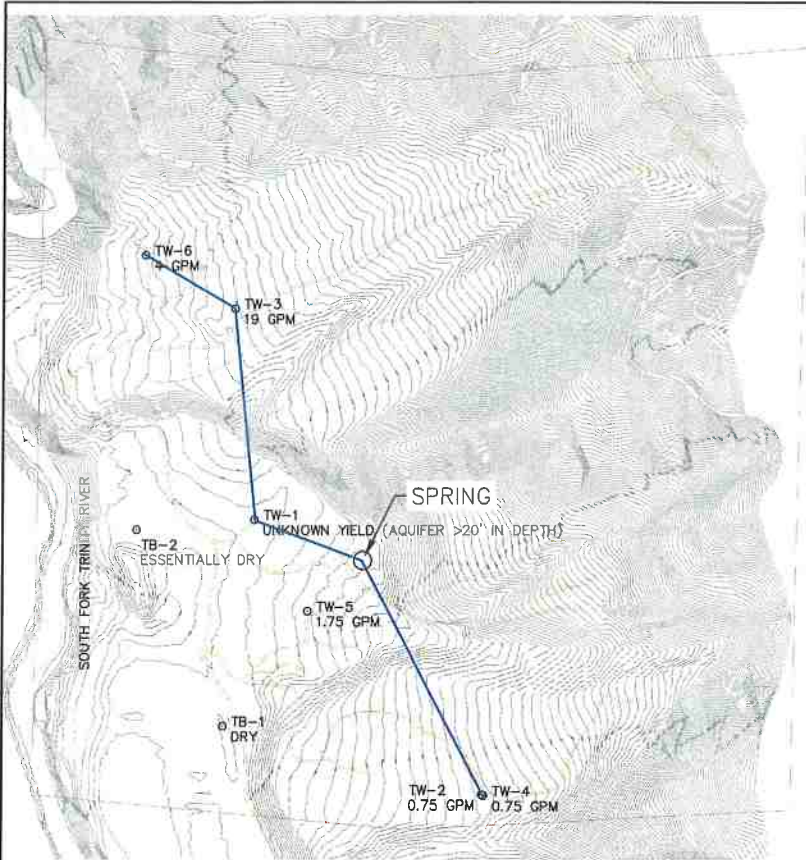 TW-6
4 GPM
TW-3
19 GPM
SPRING
TW-1
UNKNOWN YIELD (AQUIFER >20' IN DEPTH)
TB-2
ESSENTIALLY DRY
SOUTH FORK TRINITY RIVER
TW-5
1.75 GPM
TB-1
DRY
TW-2
0.75 GPM
TW-4
0.75 GPM